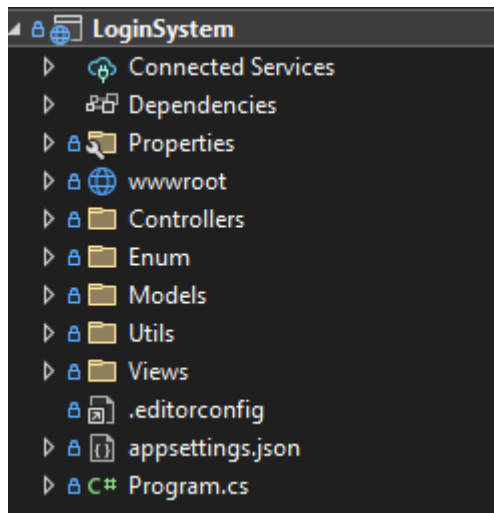 LoginSystem
Connected Services
Dependencies
Properties
wwwroot
Controllers
Enum
Models
Utils
Views
.editorconfig
appsettings.json
C# Program.cs